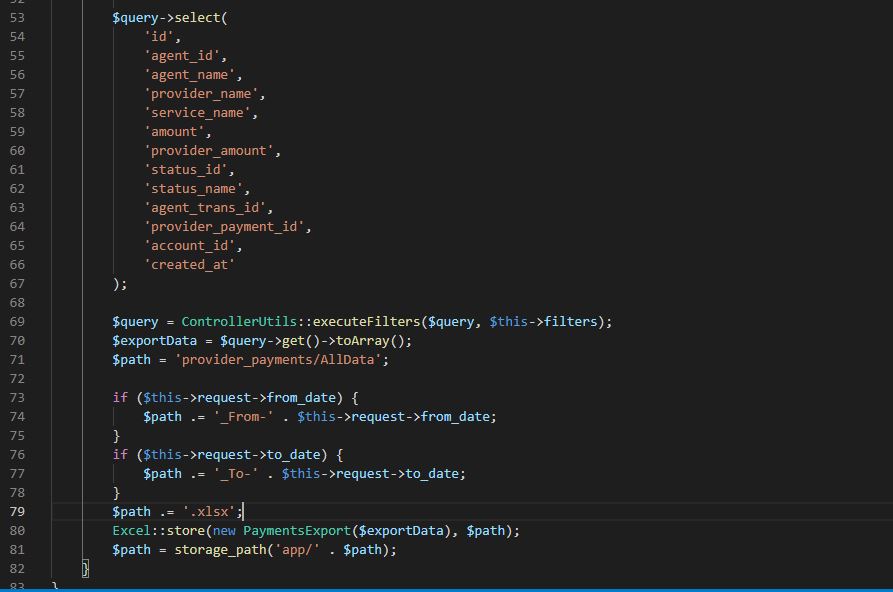 52
53 $query->select(
54 'id',
55 'agent_id',
56 'agent_name',
57 'provider_name',
58 'service_name',
59 'amount',
60 'provider_amount',
61 'status_id',
62 'status_name',
63 'agent_trans_id',
64 'provider_payment_id',
65 'account_id',
66 'created_at'
67 );
68
69 $query = ControllerUtils::executeFilters($query, $this->filters);
70 $exportData = $query->get()->toArray();
71 $path = 'provider_payments/AllData';
72
73 if ($this->request->from_date) {
74 $path .= '_From-' . $this->request->from_date;
75 }
76 if ($this->request->to_date) {
77 $path .= '_To-' . $this->request->to_date;
78 }
79 $path .= '.xlsx';
80 Excel::store(new PaymentsExport($exportData), $path);
81 $path = storage_path('app/' . $path);
82 }
83 }